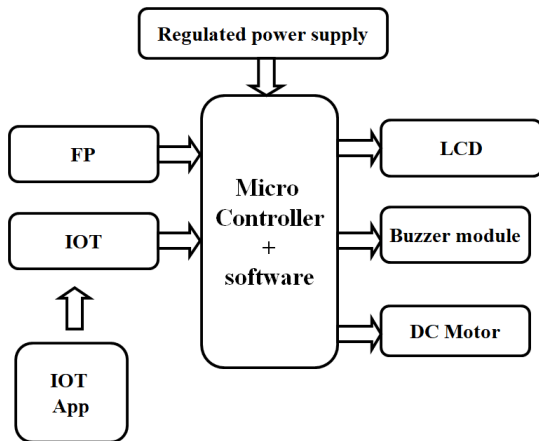 Regulated power supply
FP
IOT
IOT
App
Micro
Controller
+
software
LCD
Buzzer module
DC Motor